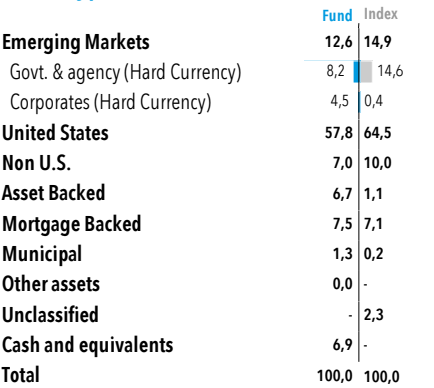 Fund Index
Emerging Markets 12,6 14,9
Govt. & agency (Hard Currency) 8,2 14,6
Corporates (Hard Currency) 4,5 0,4
United States 57,8 64,5
Non U.S. 7,0 10,0
Asset Backed 6,7 1,1
Mortgage Backed 7,5 7,1
Municipal 1,3 0,2
Other assets 0,0 -
Unclassified - 2,3
Cash and equivalents 6,9 -
Total 100,0 100,0